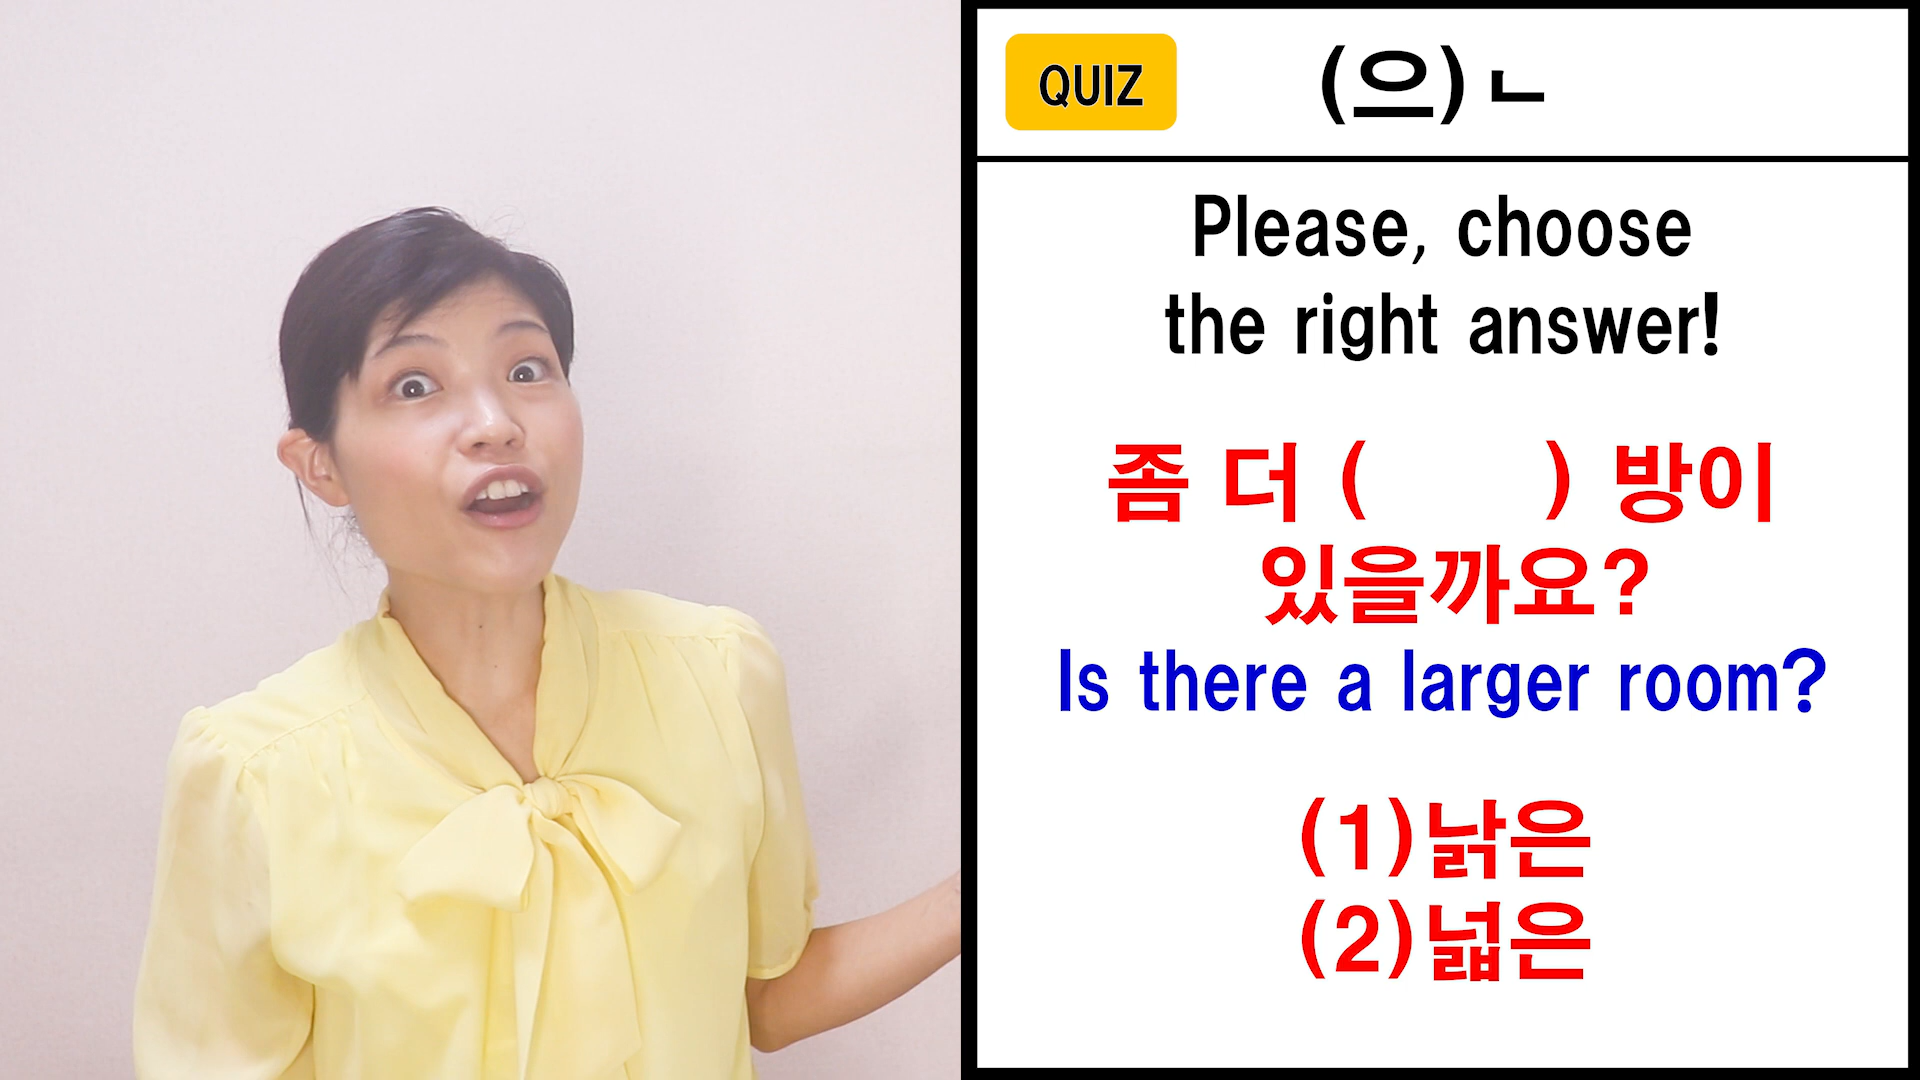 QUIZ
(으)ㄴ
Please, choose
the right answer!
좀 더 ( ) 방이
있을까요?
Is there a larger room?
(1)낡은
(2)넓은